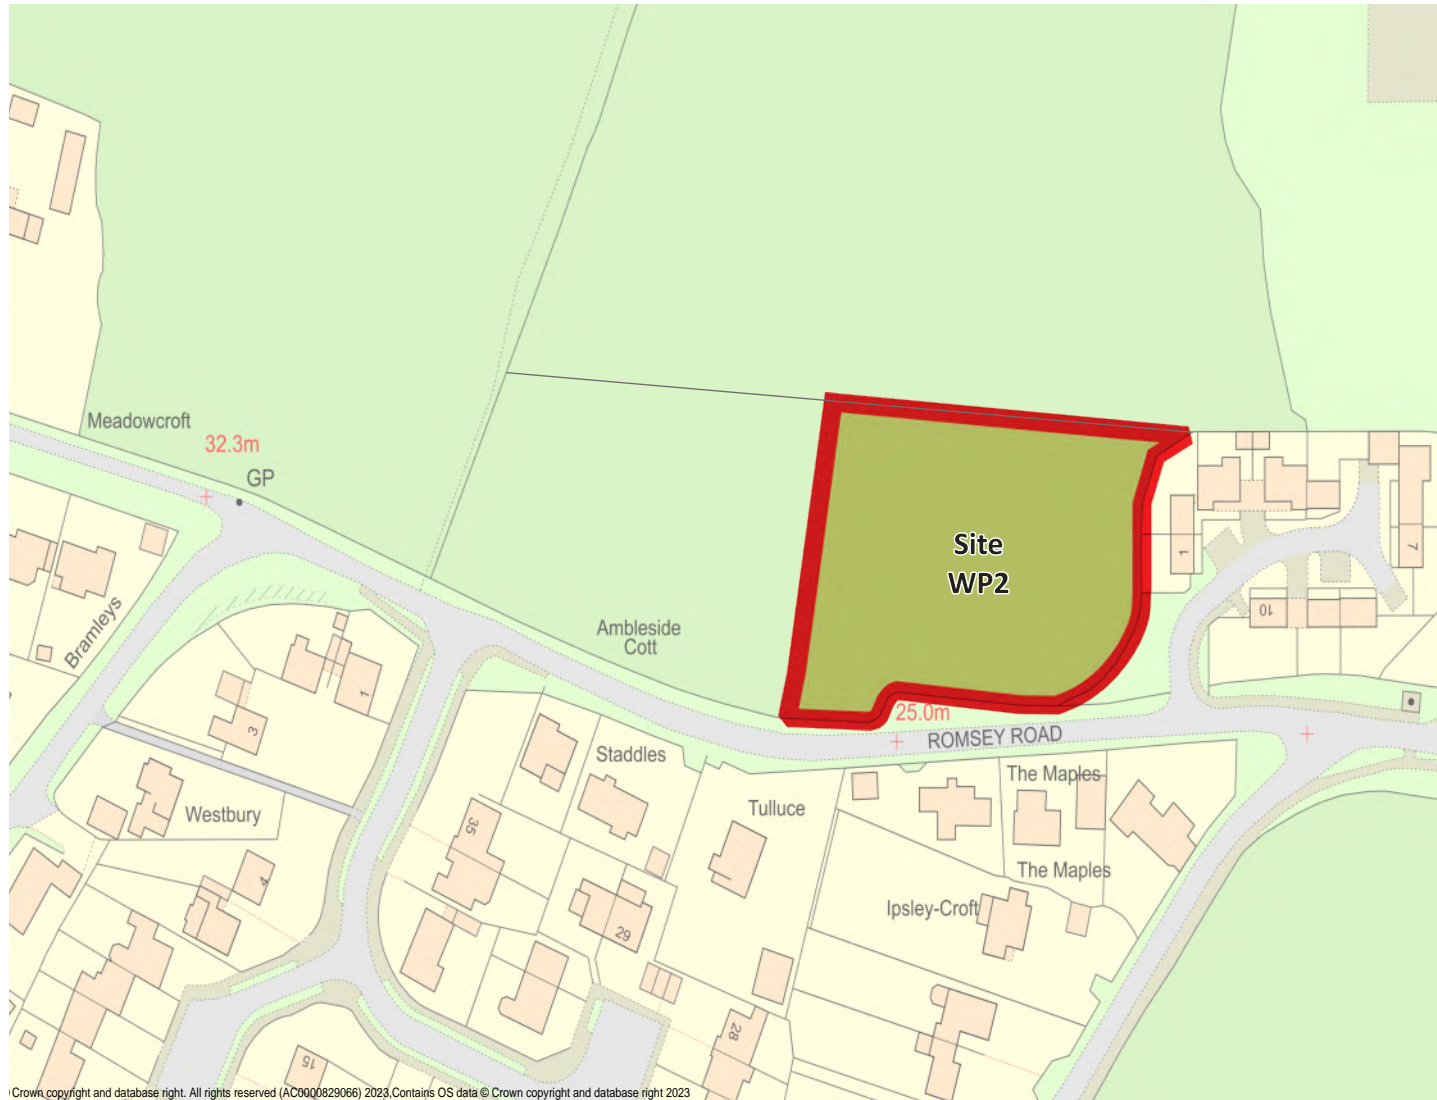 Meadowcroft
32.3m
GP
Site
WP2
1
7
10
Bramleys
Ambleside
Cott
1
3
25.0m
ROMSEY ROAD
Staddles
The Maples
Westbury
Tulluce
35
The Maples
4
Ipsley-Croft
29
28
15
Crown copyright and database right. All rights reserved (AC0000829066) 2023,Contains OS data © Crown copyright and database right 2023